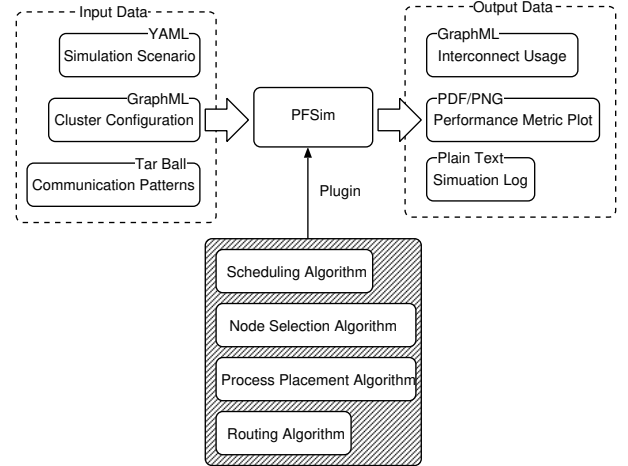 Input Data
YAML
Simulation Scenario
GraphML
Cluster Configuration
Tar Ball
Communication Patterns
PFSim
Plugin
Output Data
GraphML
Interconnect Usage
PDF/PNG
Performance Metric Plot
Plain Text
Simuation Log
Scheduling Algorithm
Node Selection Algorithm
Process Placement Algorithm
Routing Algorithm